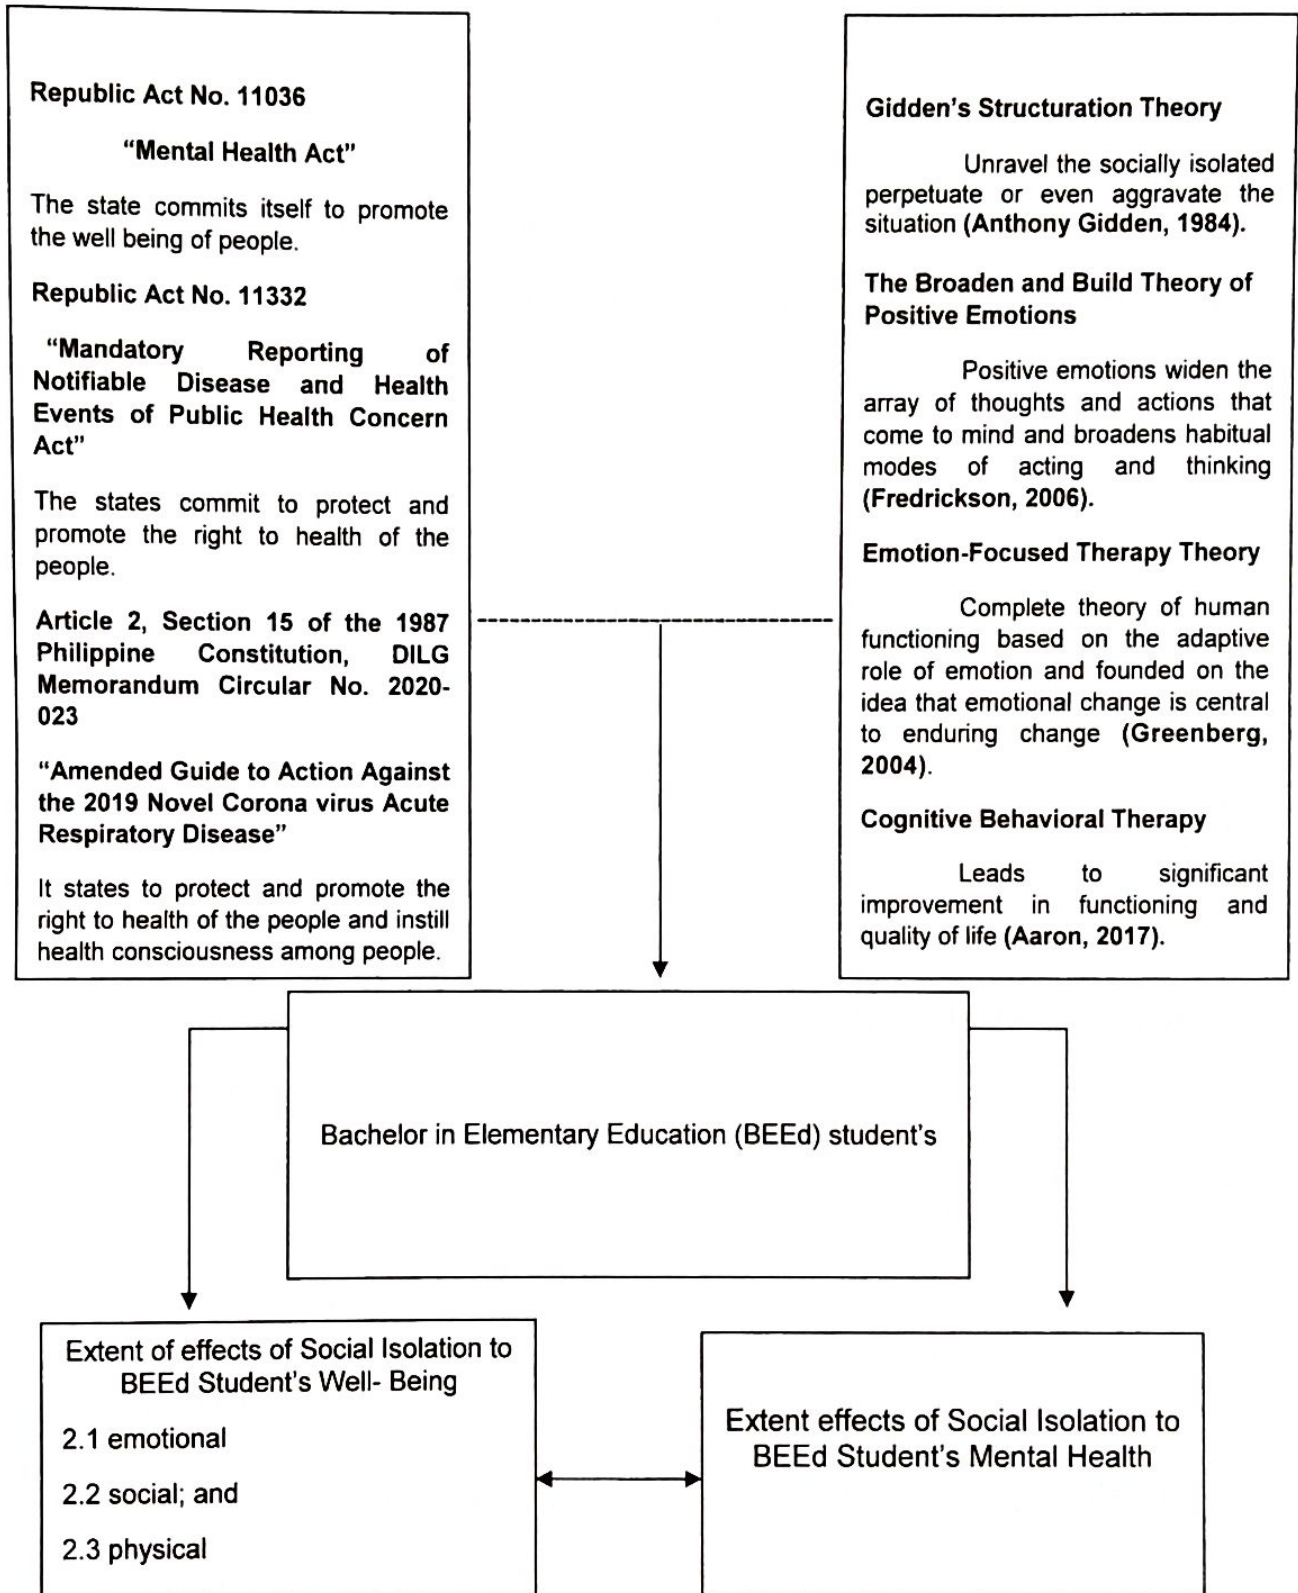 Republic Act No. 11036
“Mental Health Act”
The state commits itself to promote
the well being of people.
Republic Act No. 11332
“Mandatory Reporting of
Notifiable Disease and Health
Events of Public Health Concern
Act”
The states commit to protect and
promote the right to health of the
people.
Article 2, Section 15 of the 1987
Philippine Constitution, DILG
Memorandum Circular No. 2020-
023
“Amended Guide to Action Against
the 2019 Novel Corona virus Acute
Respiratory Disease”
It states to protect and promote the
right to health of the people and instill
health consciousness among people.
Gidden’s Structuration Theory
Unravel the socially isolated
perpetuate or even aggravate the
situation (Anthony Gidden, 1984).
The Broaden and Build Theory of
Positive Emotions
Positive emotions widen the
array of thoughts and actions that
come to mind and broadens habitual
modes of acting and thinking
(Fredrickson, 2006).
Emotion-Focused Therapy Theory
Complete theory of human
functioning based on the adaptive
role of emotion and founded on the
idea that emotional change is central
to enduring change (Greenberg,
2004).
Cognitive Behavioral Therapy
Leads to significant
improvement in functioning and
quality of life (Aaron, 2017).
Bachelor in Elementary Education (BEEd) student’s
Extent of effects of Social Isolation to
BEEd Student’s Well- Being
2.1 emotional
2.2 social; and
2.3 physical
Extent effects of Social Isolation to
BEEd Student’s Mental Health